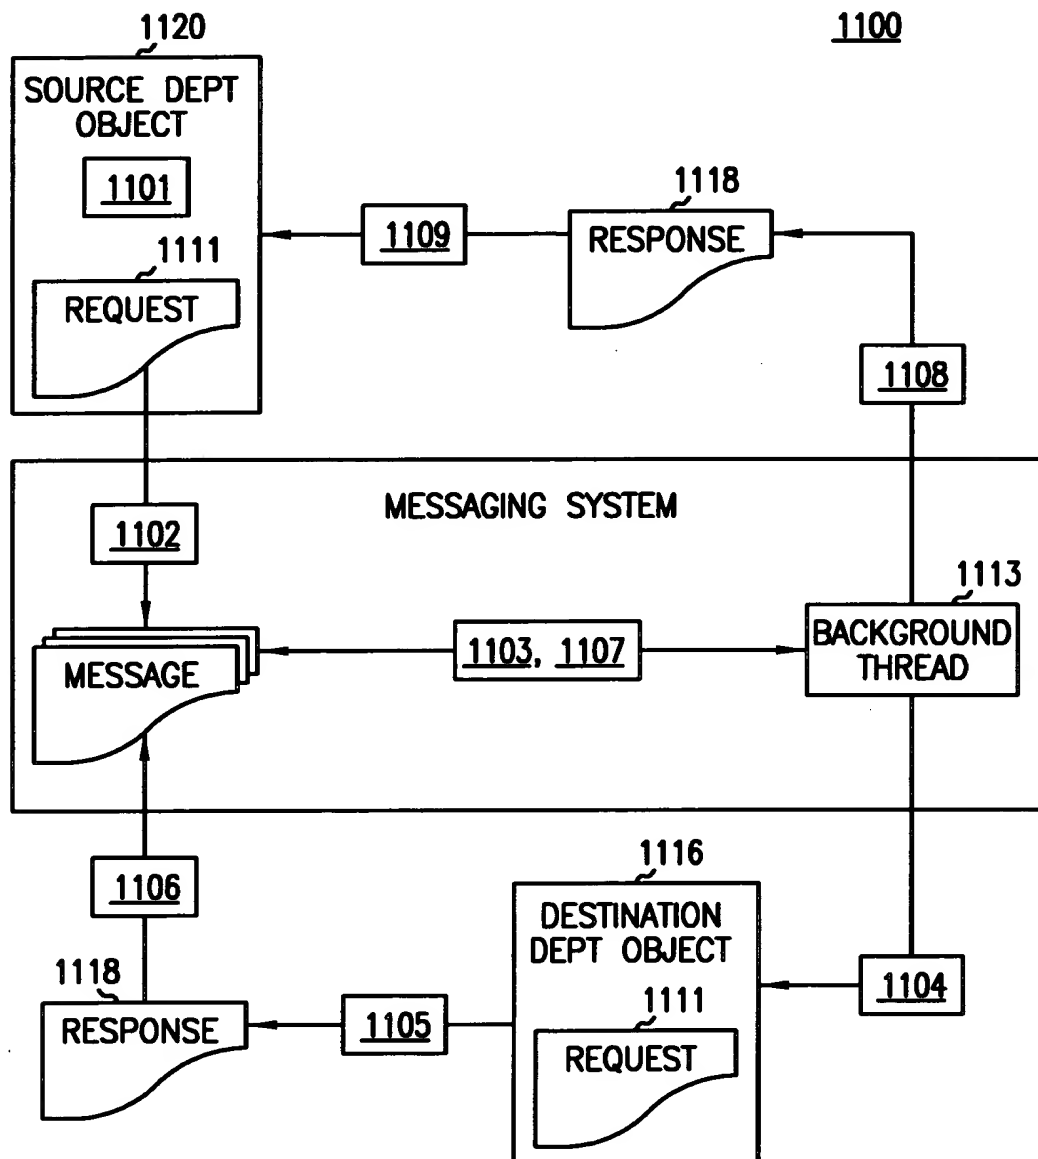 1100
1120
SOURCE DEPT
OBJECT
1101
1111
REQUEST
1109
1118
RESPONSE
1108
1102
MESSAGING SYSTEM
MESSAGE
1103, 1107
1113
BACKGROUND
THREAD
1106
1118
RESPONSE
1105
1116
DESTINATION
DEPT OBJECT
1111
REQUEST
1104